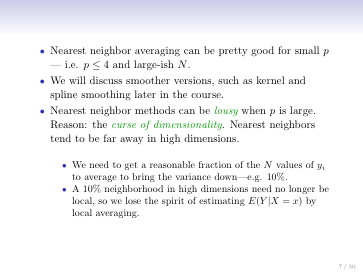 • Nearest neighbor averaging can be pretty good for small p
— i.e. p ≤ 4 and large-ish N.
• We will discuss smoother versions, such as kernel and
spline smoothing later in the course.
• Nearest neighbor methods can be lousy when p is large.
Reason: the curse of dimensionality. Nearest neighbors
tend to be far away in high dimensions.
• We need to get a reasonable fraction of the N values of yᵢ
to average to bring the variance down—e.g. 10%.
• A 10% neighborhood in high dimensions need no longer be
local, so we lose the spirit of estimating E(Y|X = x) by
local averaging.
7 / 30